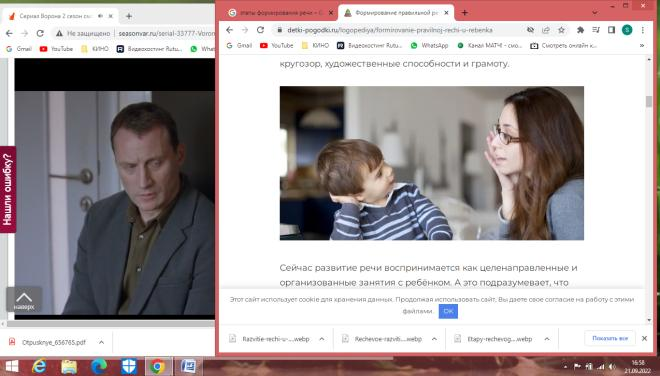 Сериал Ворона 2 сезон см
Не защищено | seasonvar.ru/serial-33777-Voron
Gmail YouTube КИНО Видеохостинг Rutu... What
Нашли ошибку?
наверх
Otpusknye_656765.pdf
этапы формирования речи – G
Формирование правильной ре
detki-pogodki.ru/logopediya/formirovanie-pravilnoj-rechi-u-rebenka
S
Gmail YouTube КИНО Видеохостинг Rutu... WhatsApp Канал МАТЧ! - смо... Смотреть онлайн к...
кругозор, художественные способности и грамоту.
Сейчас развитие речи воспринимается как целенаправленные и
организованные занятия с ребёнком. А это подразумевает, что
Этот сайт использует cookie для хранения данных. Продолжая использовать сайт, Вы даете свое согласие на работу с этими
файлами. OK
Razvitie-rechi-u-....webp
Rechevoe-razviti....webp
Etapy-rechevog....webp
Показать все
16:58
21.09.2022